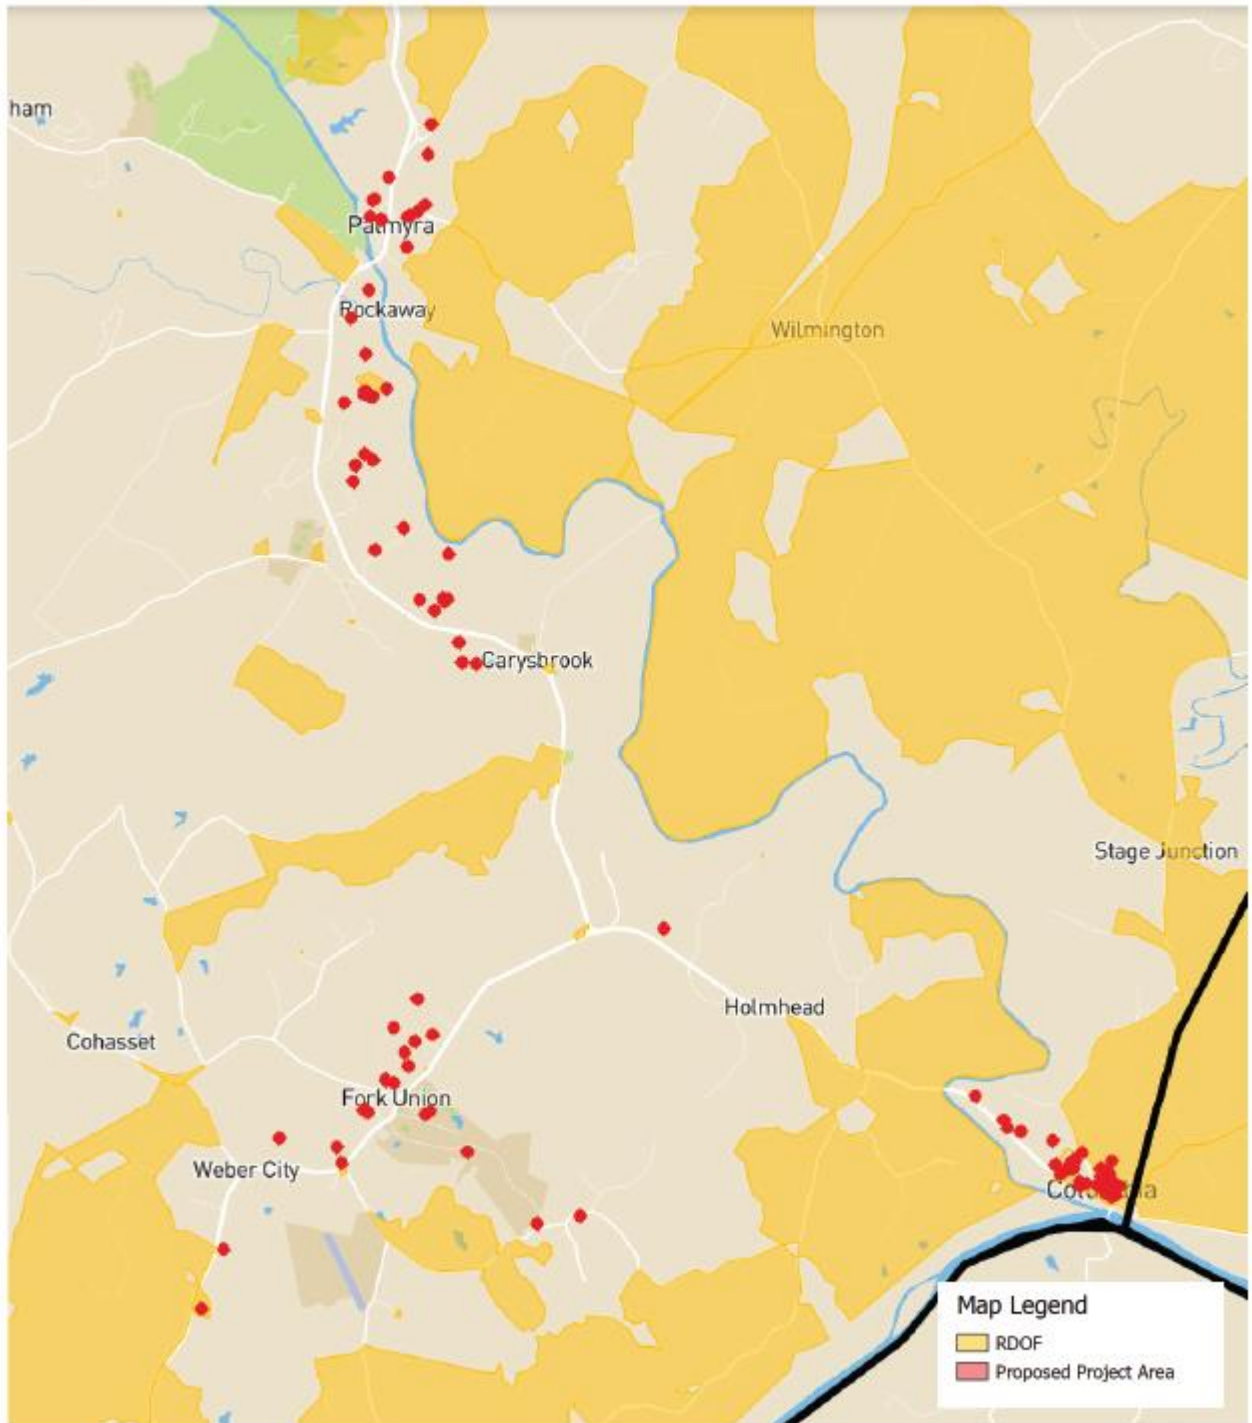 ham
Palmyra
Rockaway
Wilmington
Carysbrook
Stage Junction
Holmhead
Cohasset
Fork Union
Weber City
Map Legend
RDOF
Proposed Project Area